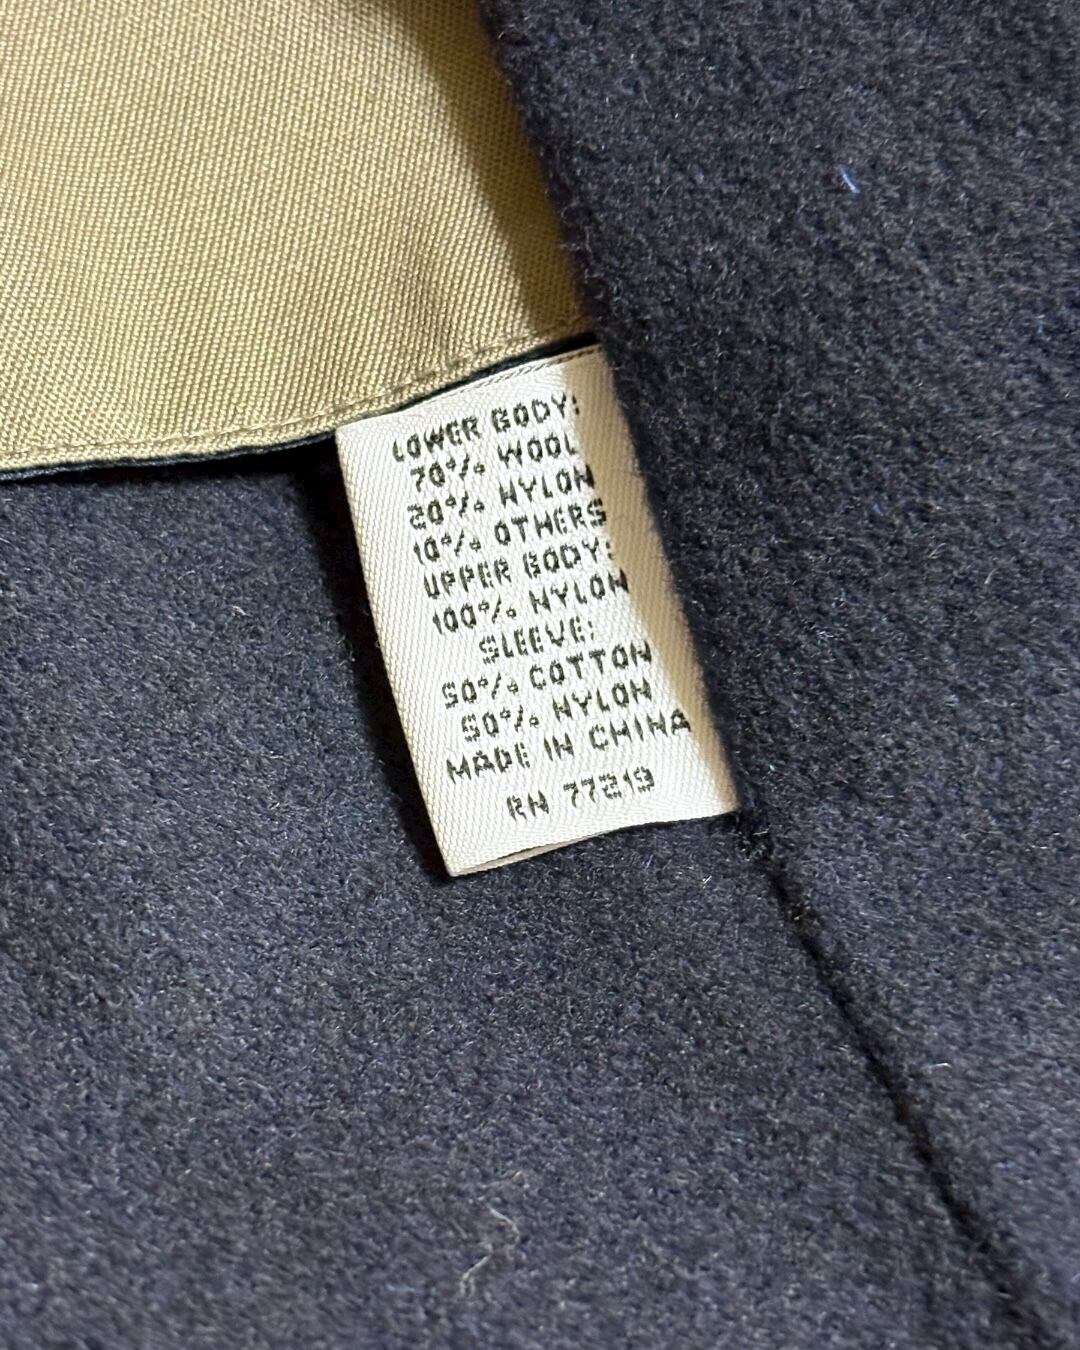 LOWER BODY:
70% WOOL
20% NYLON
10% OTHERS
UPPER BODY:
100% NYLON
SLEEVE:
50% COTTON
50% NYLON
MADE IN CHINA
RN 77219